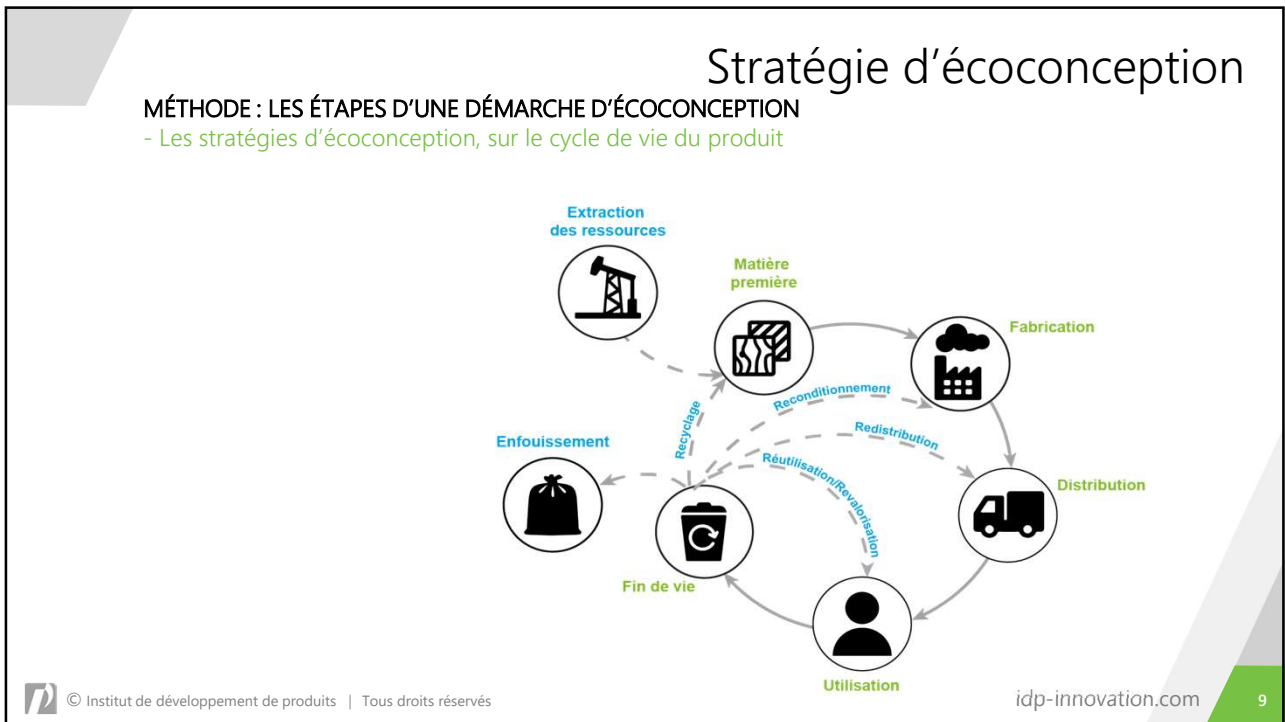 Stratégie d’écoconception
MÉTHODE : LES ÉTAPES D’UNE DÉMARCHE D’ÉCOCONCEPTION
- Les stratégies d’écoconception, sur le cycle de vie du produit
Extraction
des ressources
Matière
première
Fabrication
Reconditionnement
Recyclage
Redistribution
Enfouissement
Réutilisation/Revalorisation
Distribution
Fin de vie
Utilisation
© Institut de développement de produits | Tous droits réservés
idp-innovation.com
9